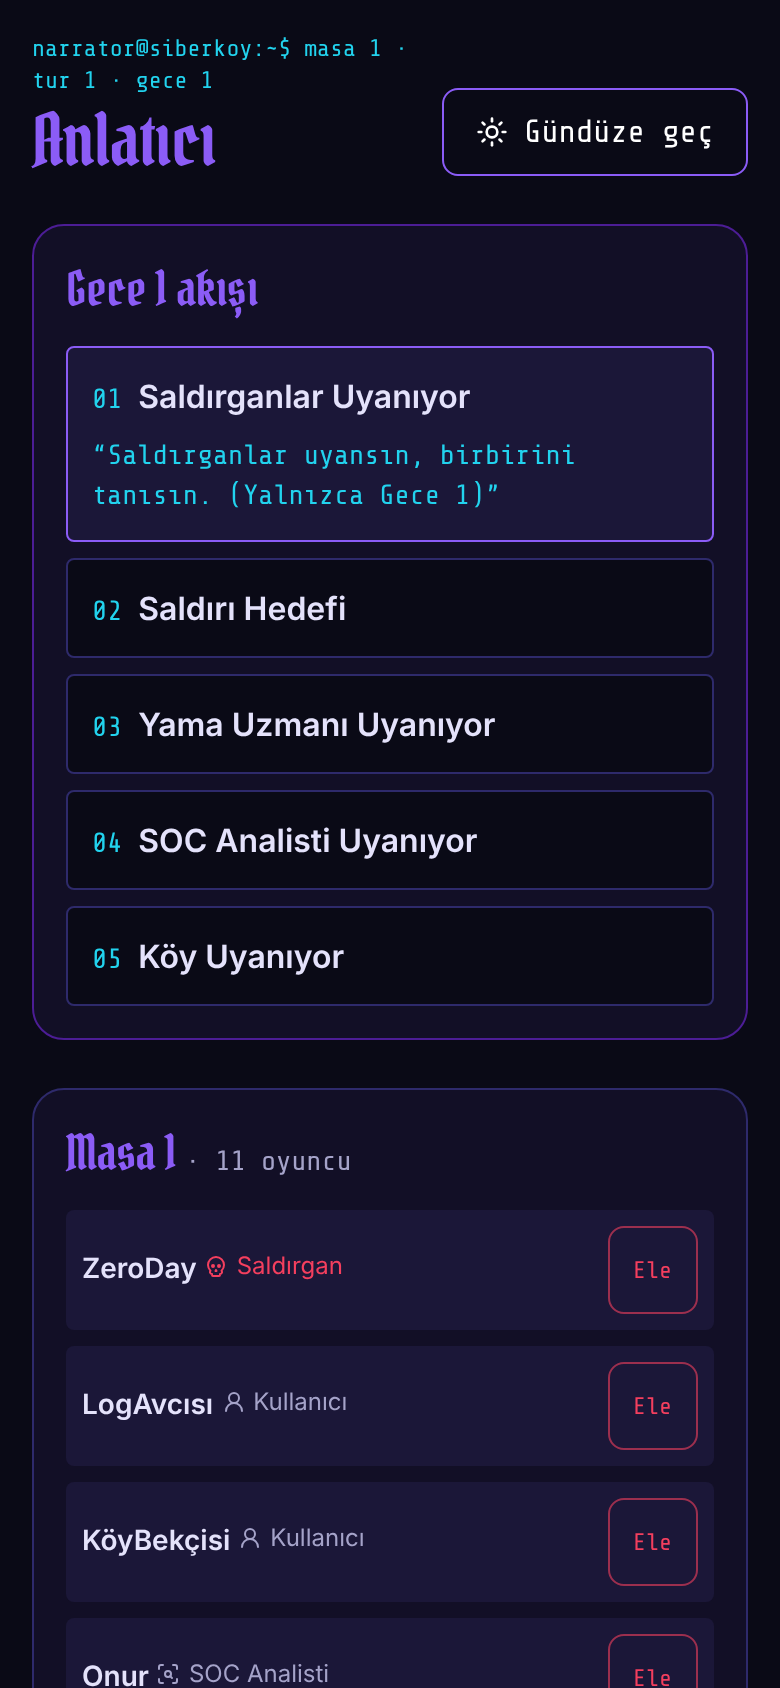 narrator@siberkoy:~$ masa 1 ·
tur 1 · gece 1
Anlatıcı
Gündüze geç
Gece 1 akışı
01 Saldırganlar Uyanıyor
“Saldırganlar uyansın, birbirini
tanısın. (Yalnızca Gece 1)”
02 Saldırı Hedefi
03 Yama Uzmanı Uyanıyor
04 SOC Analisti Uyanıyor
05 Köy Uyanıyor
Masa 1 · 11 oyuncu
ZeroDay Saldırgan Ele
LogAvcısı Kullanıcı Ele
KöyBekçisi Kullanıcı Ele
Onur SOC Analisti Ele